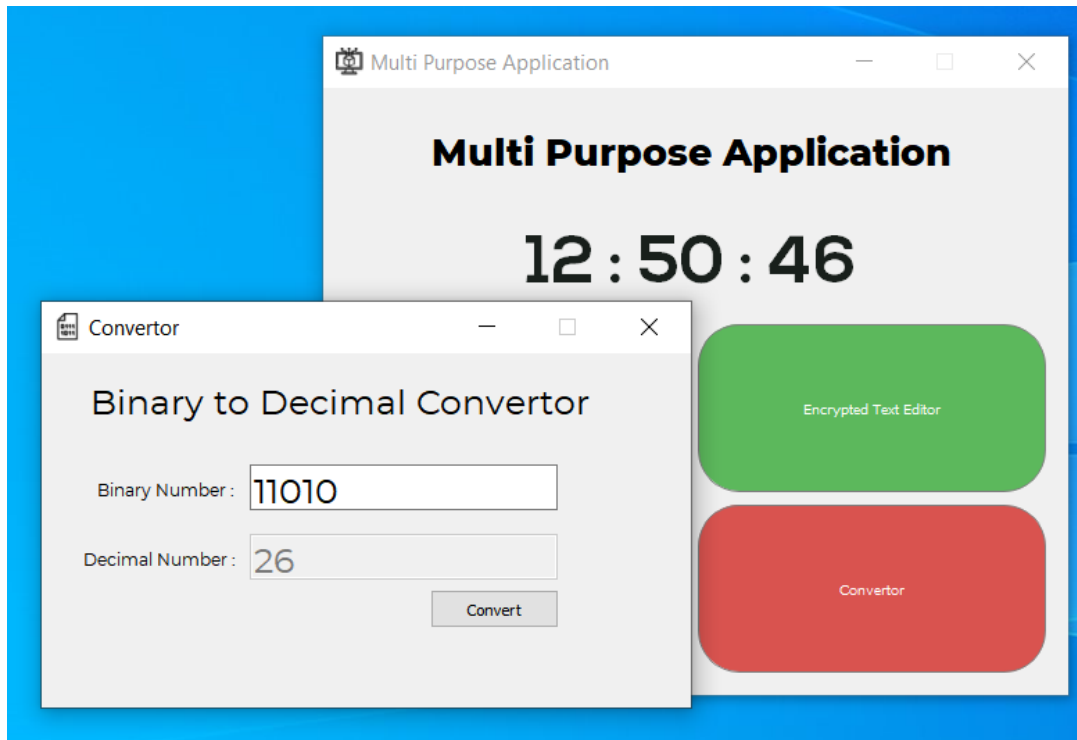 Multi Purpose Application
Multi Purpose Application
12 : 50 : 46
Convertor
Binary to Decimal Convertor
Binary Number : 11010
Decimal Number : 26
Convert
Encrypted Text Editor
Convertor